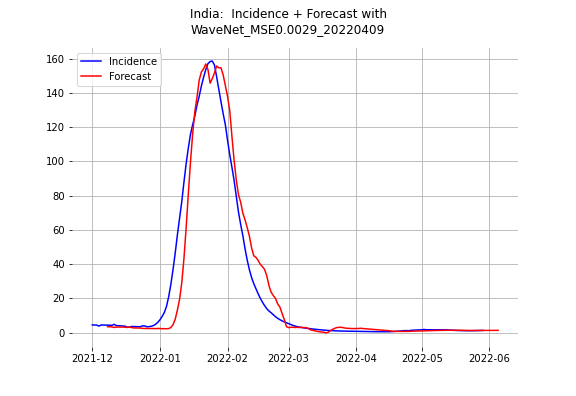 India:  Incidence + Forecast with
WaveNet_MSE0.0029_20220409
Incidence
Forecast
160
140
120
100
80
60
40
20
0
2021-12 2022-01 2022-02 2022-03 2022-04 2022-05 2022-06